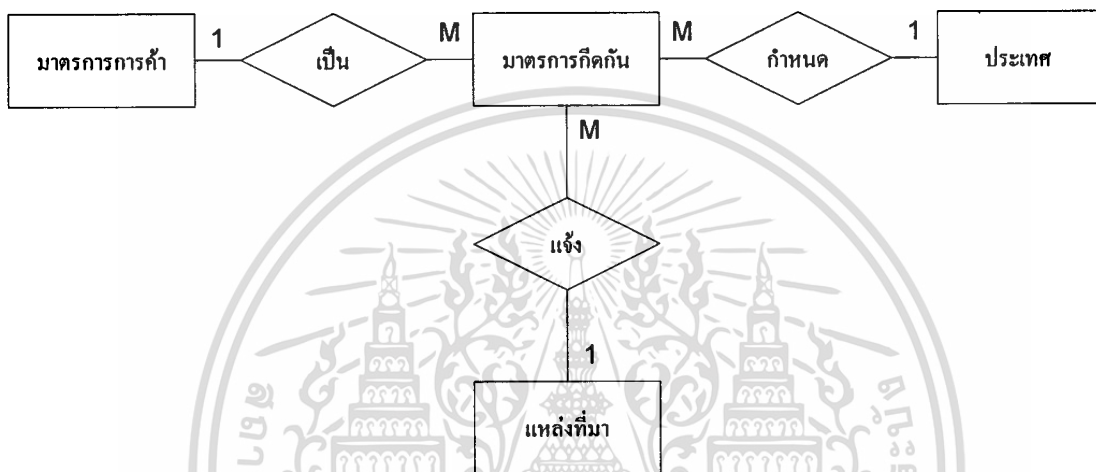 1 M M 1
มาตรการการค้า เป็น มาตรการกีดกัน กำหนด ประเทศ
M
แจ้ง
1
แหล่งที่มา